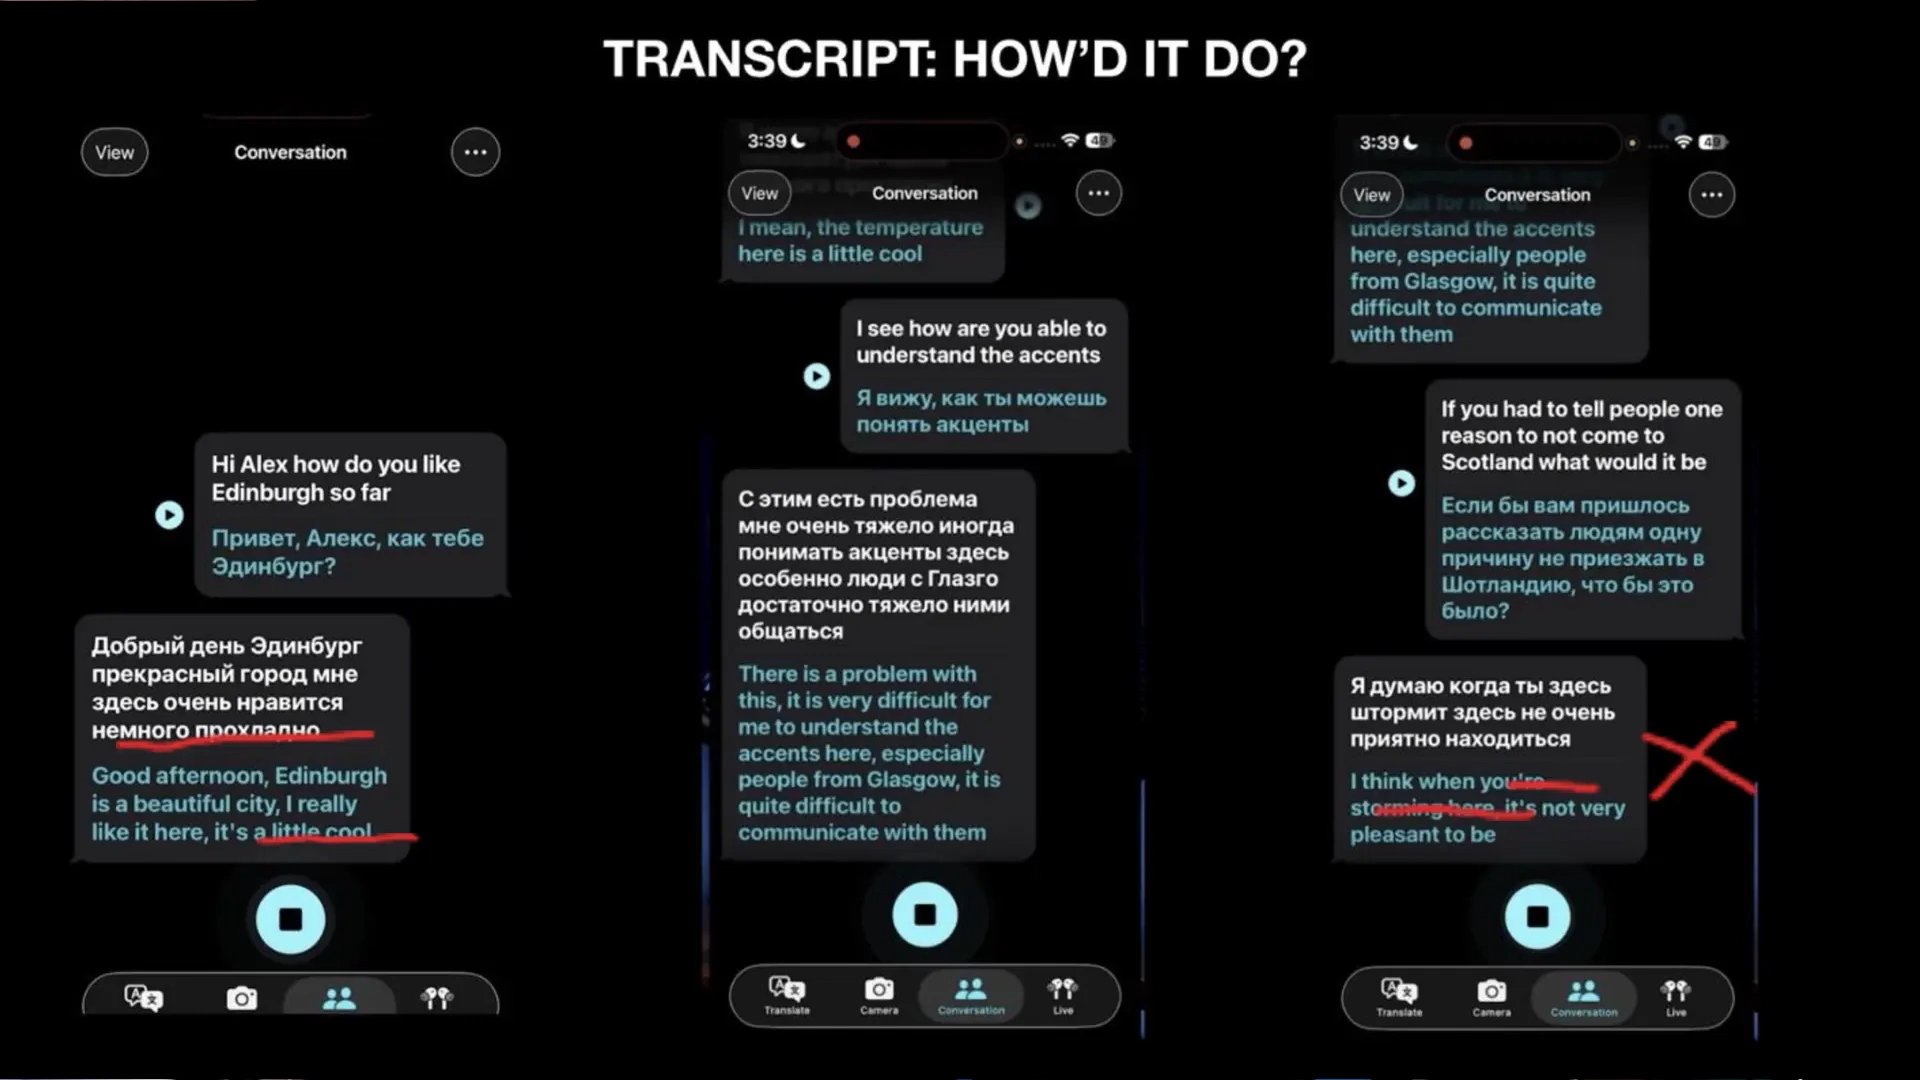 TRANSCRIPT: HOW'D IT DO?
View
Conversation
Hi Alex how do you like
Edinburgh so far
Привет, Алекс, как тебе
Эдинбург?
Добрый день Эдинбург
прекрасный город мне
здесь очень нравится
немного прохладно
Good afternoon, Edinburgh
is a beautiful city, I really
like it here, it's a little cool
3:39
49
View
Conversation
I mean, the temperature
here is a little cool
I see how are you able to
understand the accents
Я вижу, как ты можешь
понять акценты
С этим есть проблема
мне очень тяжело иногда
понимать акценты здесь
особенно люди с Глазго
достаточно тяжело ними
общаться
There is a problem with
this, it is very difficult for
me to understand the
accents here, especially
people from Glasgow, it is
quite difficult to
communicate with them
Translate
Camera
Conversation
Live
3:39
49
View
Conversation
understand the accents
here, especially people
from Glasgow, it is quite
difficult to communicate
with them
If you had to tell people one
reason to not come to
Scotland what would it be
Если бы вам пришлось
рассказать людям одну
причину не приезжать в
Шотландию, что бы это
было?
Я думаю когда ты здесь
штормит здесь не очень
приятно находиться
I think when you're
storming here, it's not very
pleasant to be
Translate
Camera
Conversation
Live